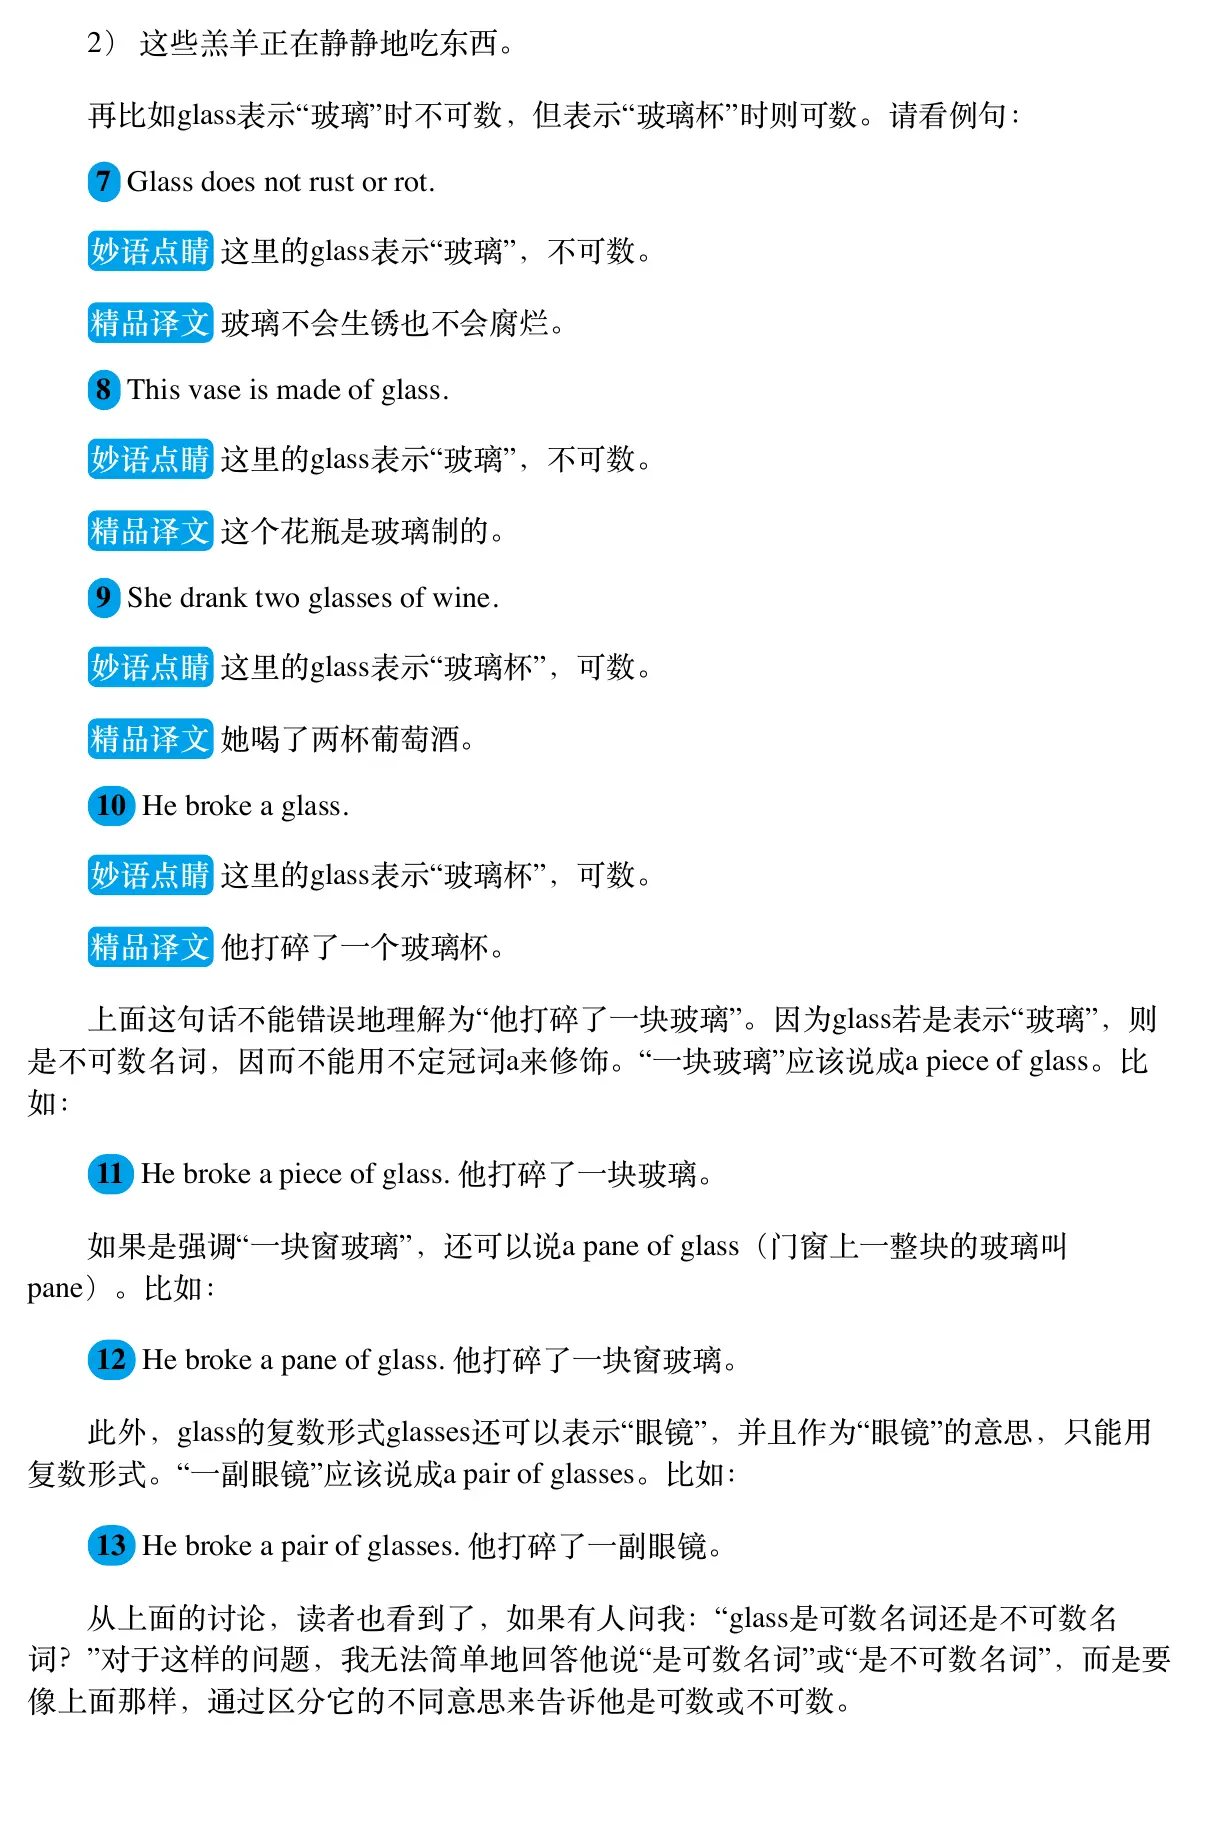 2） 这些羔羊正在静静地吃东西。
再比如glass表示“玻璃”时不可数，但表示“玻璃杯”时则可数。请看例句：
7 Glass does not rust or rot.
妙语点睛 这里的glass表示“玻璃”，不可数。
精品译文 玻璃不会生锈也不会腐烂。
8 This vase is made of glass.
妙语点睛 这里的glass表示“玻璃”，不可数。
精品译文 这个花瓶是玻璃制的。
9 She drank two glasses of wine.
妙语点睛 这里的glass表示“玻璃杯”，可数。
精品译文 她喝了两杯葡萄酒。
10 He broke a glass.
妙语点睛 这里的glass表示“玻璃杯”，可数。
精品译文 他打碎了一个玻璃杯。
上面这句话不能错误地理解为“他打碎了一块玻璃”。因为glass若是表示“玻璃”，则
是不可数名词，因而不能用不定冠词a来修饰。“一块玻璃”应该说成a piece of glass。比
如：
11 He broke a piece of glass. 他打碎了一块玻璃。
如果是强调“一块窗玻璃”，还可以说a pane of glass（门窗上一整块的玻璃叫
pane）。比如：
12 He broke a pane of glass. 他打碎了一块窗玻璃。
此外，glass的复数形式glasses还可以表示“眼镜”，并且作为“眼镜”的意思，只能用
复数形式。“一副眼镜”应该说成a pair of glasses。比如：
13 He broke a pair of glasses. 他打碎了一副眼镜。
从上面的讨论，读者也看到了，如果有人问我：“glass是可数名词还是不可数名
词？”对于这样的问题，我无法简单地回答他说“是可数名词”或“是不可数名词”，而是要
像上面那样，通过区分它的不同意思来告诉他是可数或不可数。